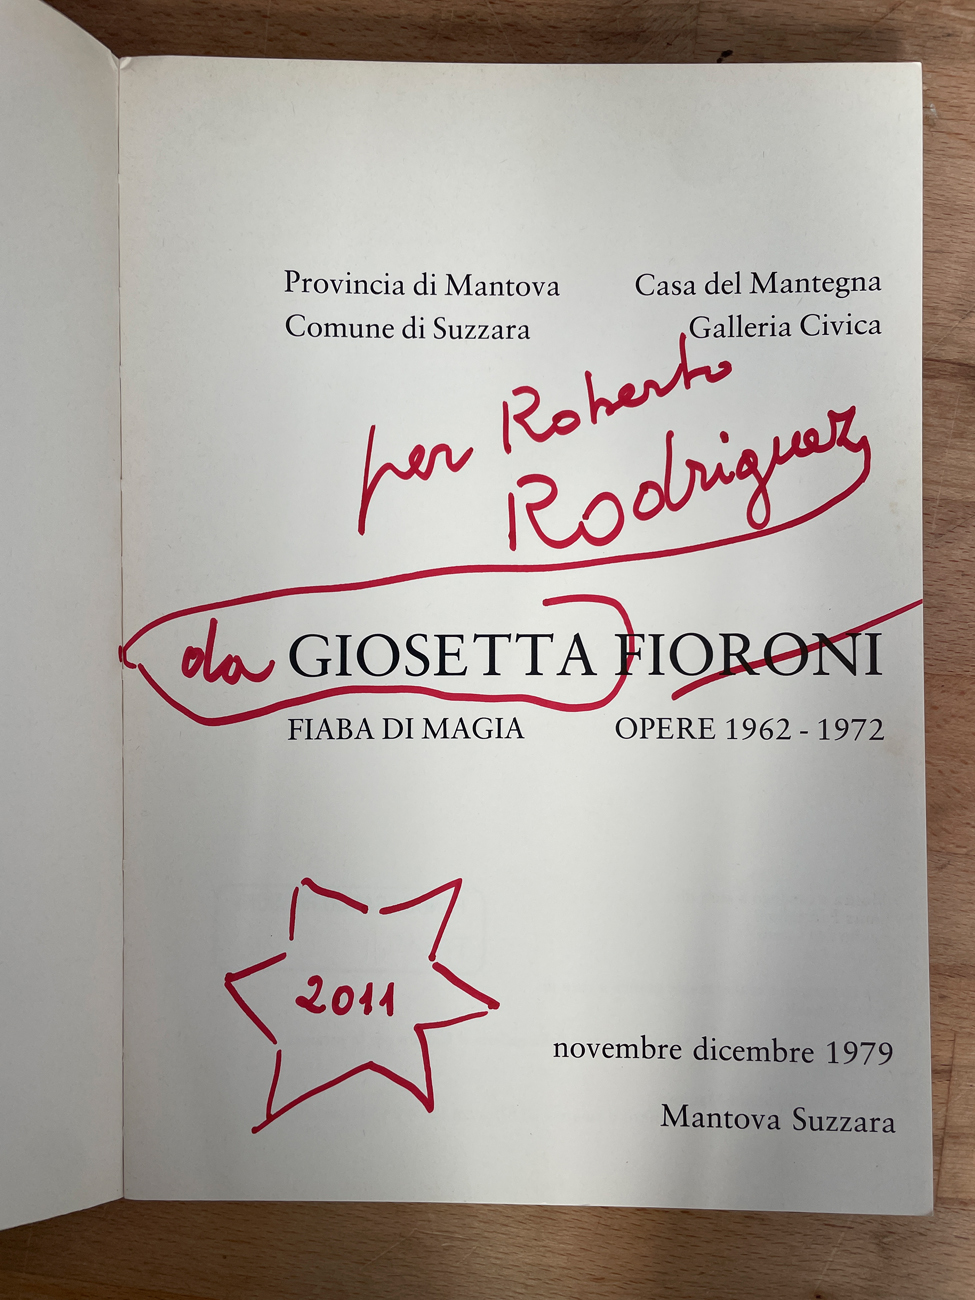 Provincia di Mantova Casa del Mantegna
Comune di Suzzara Galleria Civica
per Roberto
Rodriguez
da GIOSETTA FIORONI
FIABA DI MAGIA OPERE 1962 - 1972
2011
novembre dicembre 1979
Mantova Suzzara